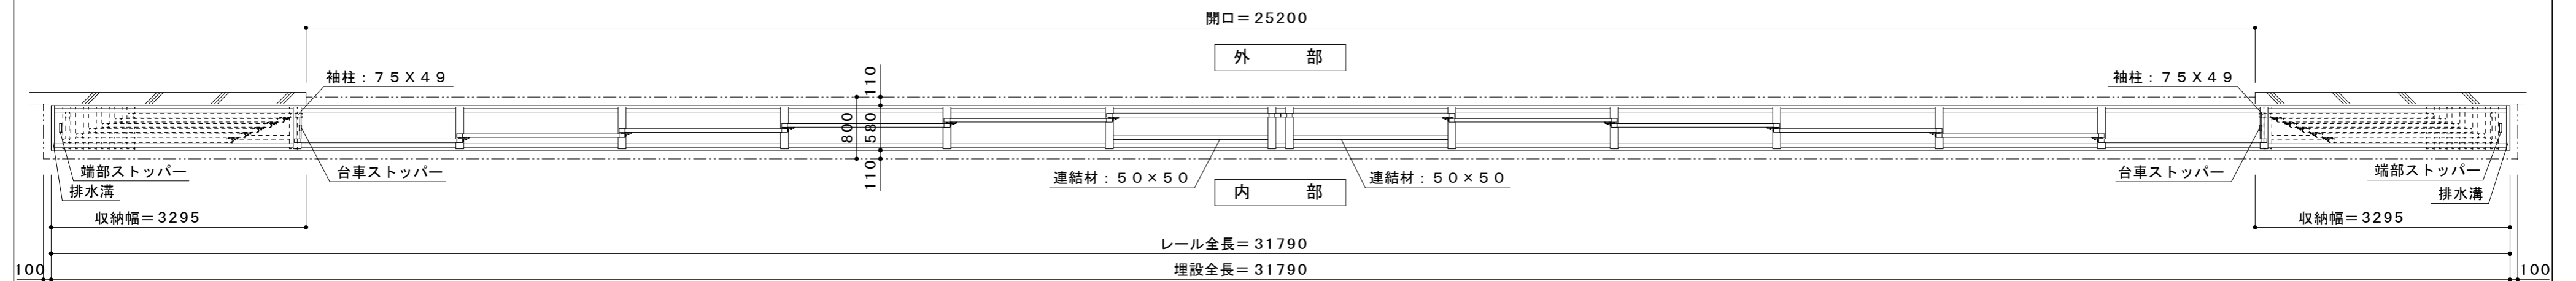 開口＝25200
外　　部
袖柱：７５Ｘ４９
袖柱：７５Ｘ４９
110
800
580
110
端部ストッパー
台車ストッパー
連結材：５０×５０
連結材：５０×５０
台車ストッパー
端部ストッパー
排水溝
内　　部
排水溝
収納幅＝3295
収納幅＝3295
レール全長＝31790
100
埋設全長＝31790
100